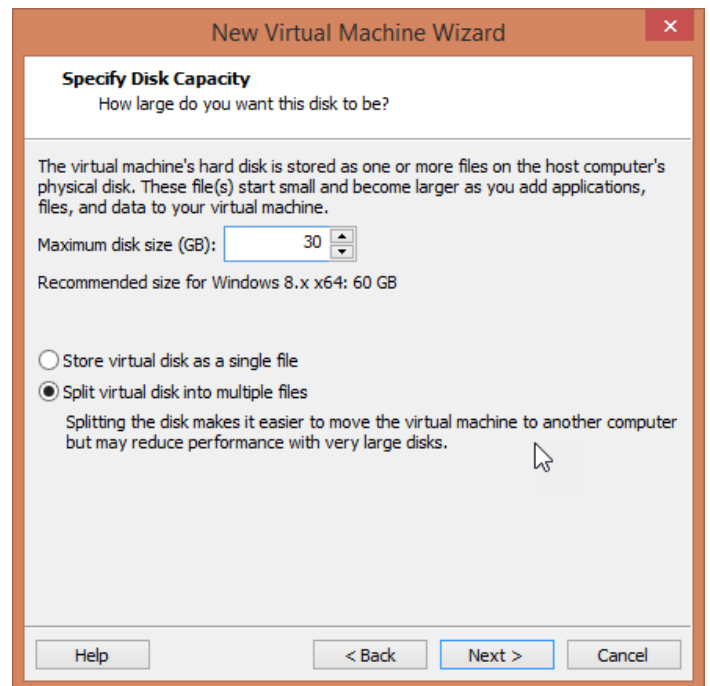 New Virtual Machine Wizard
Specify Disk Capacity
How large do you want this disk to be?
The virtual machine's hard disk is stored as one or more files on the host computer's
physical disk. These file(s) start small and become larger as you add applications,
files, and data to your virtual machine.
Maximum disk size (GB): 30
Recommended size for Windows 8.x x64: 60 GB
Store virtual disk as a single file
Split virtual disk into multiple files
Splitting the disk makes it easier to move the virtual machine to another computer
but may reduce performance with very large disks.
Help < Back Next > Cancel